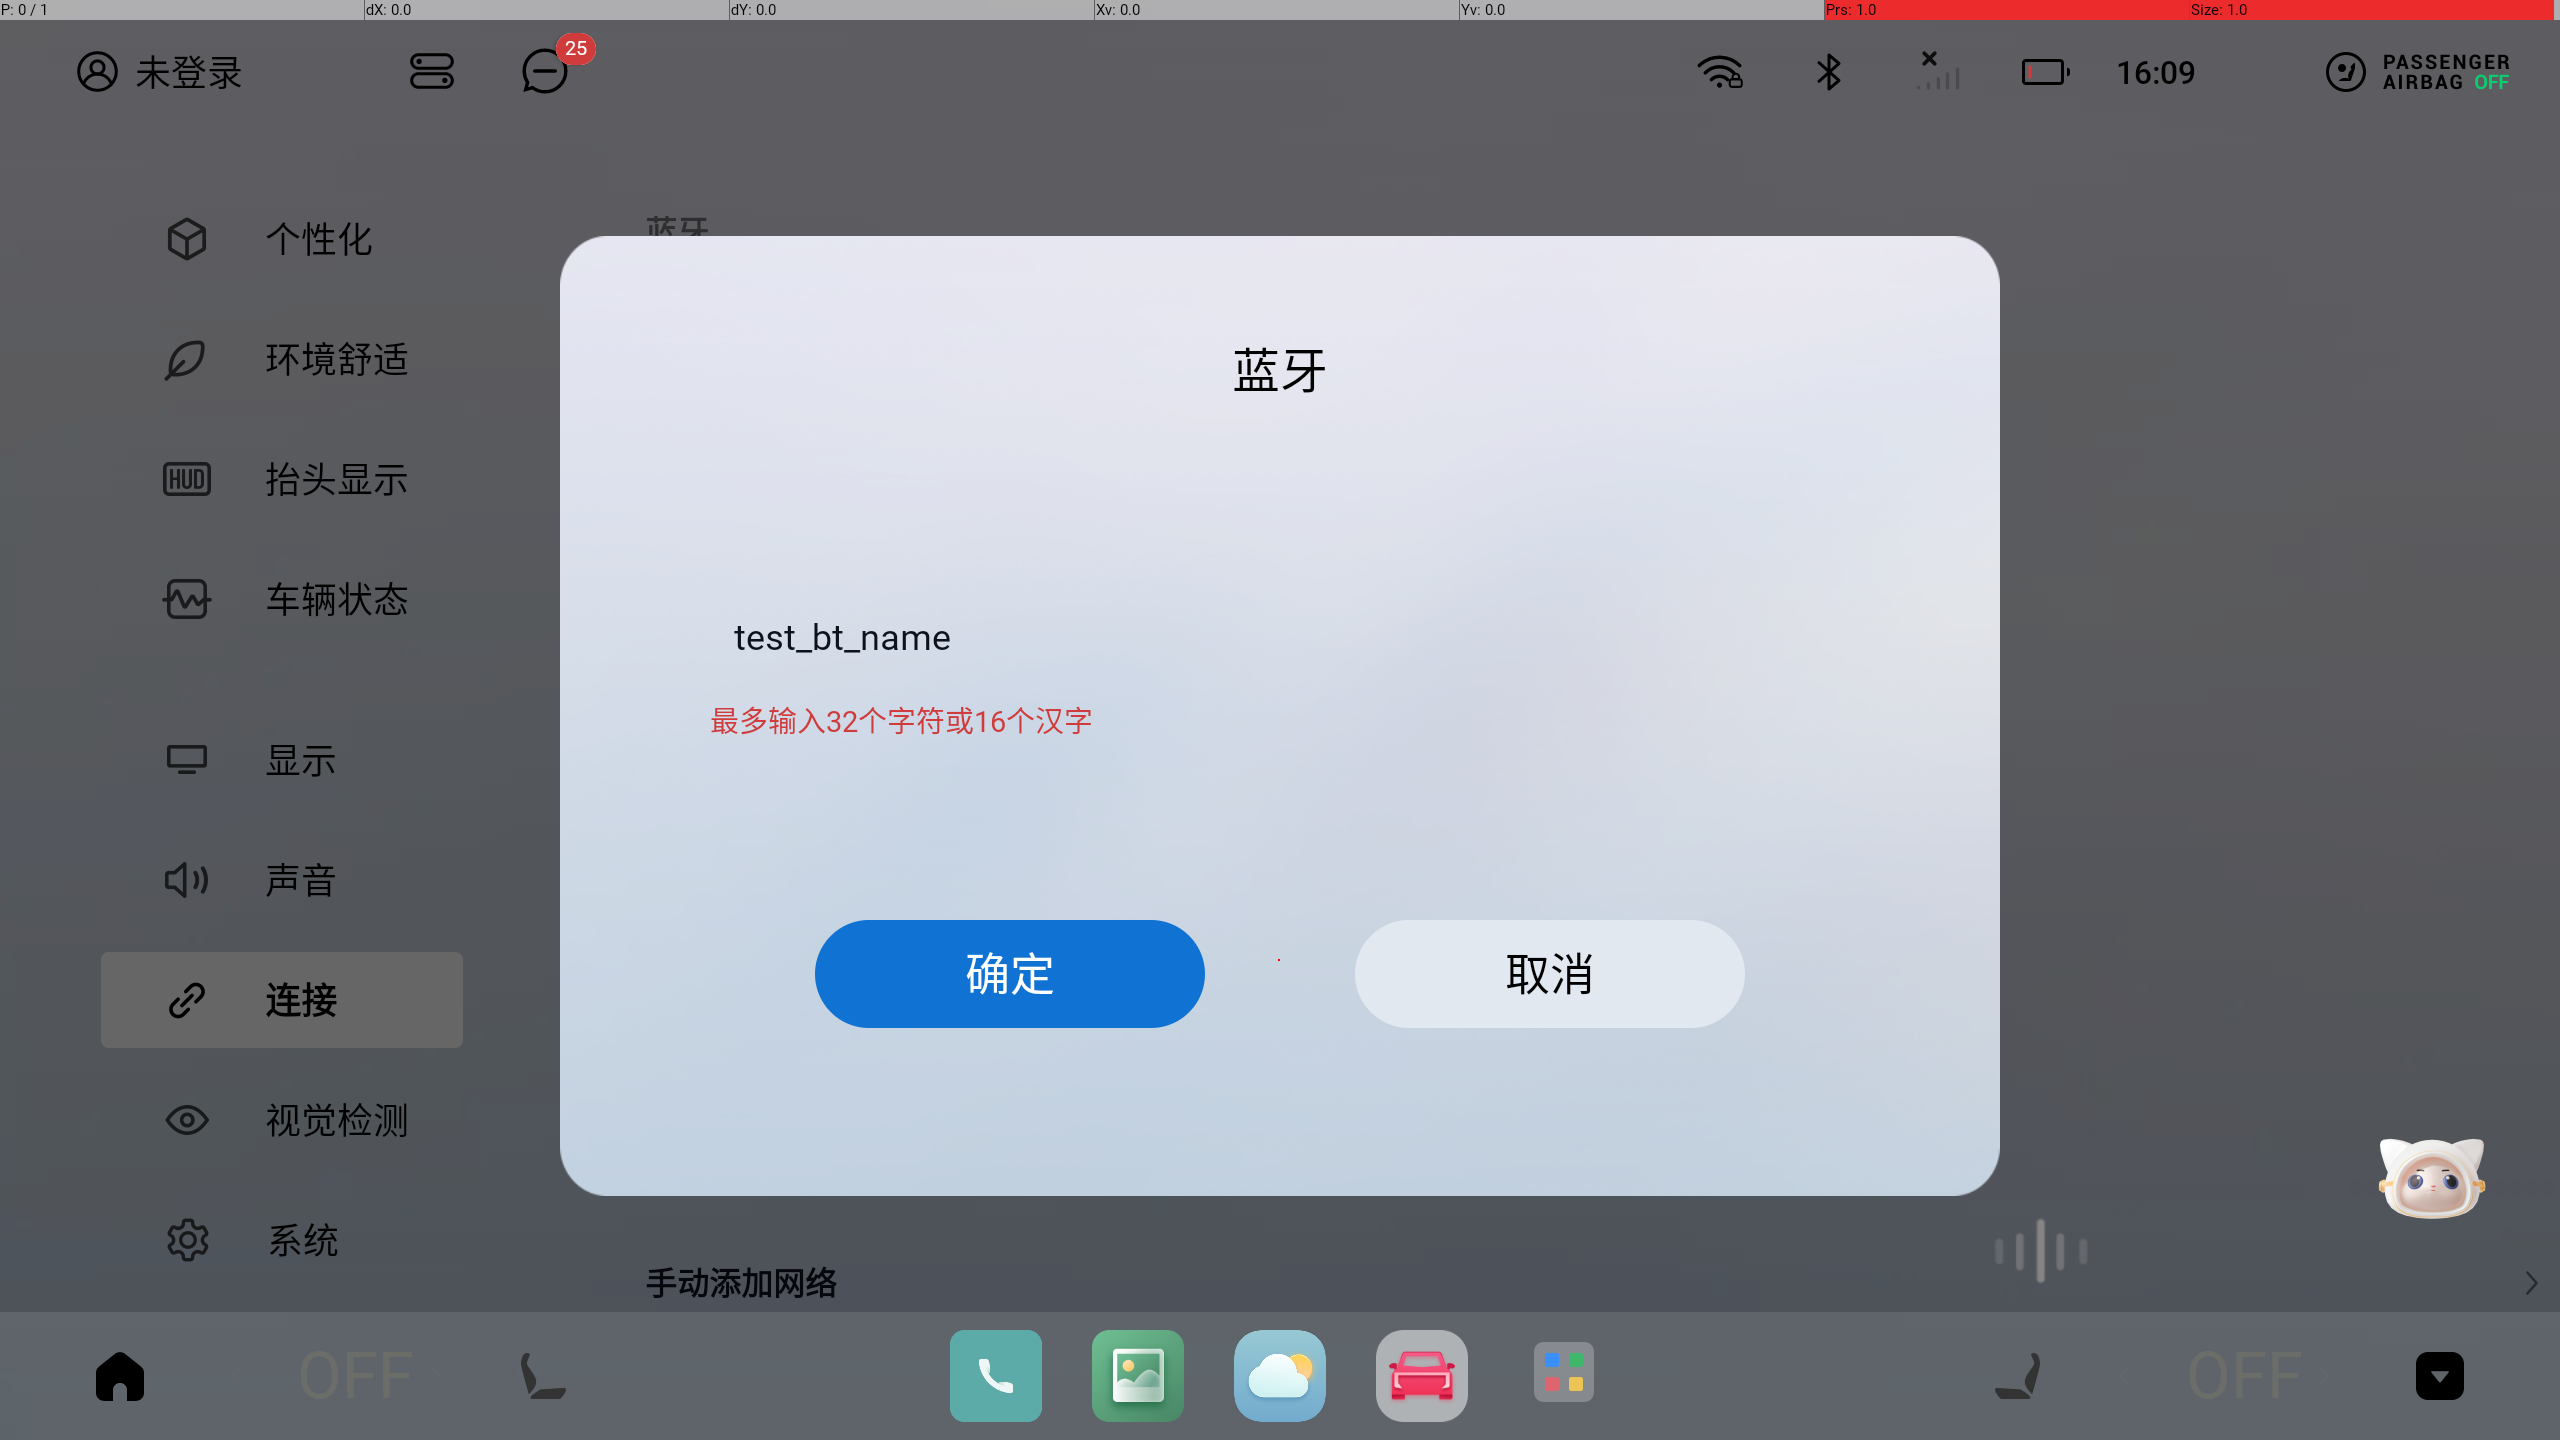 P: 0 / 1 dX: 0.0 dY: 0.0 Xv: 0.0 Yv: 0.0 Prs: 1.0 Size: 1.0
未登录 25 16:09 PASSENGER
AIRBAG OFF
蓝牙
个性化
环境舒适
抬头显示
HUD
车辆状态
显示
声音
连接
视觉检测
系统
蓝牙
test_bt_name
最多输入32个字符或16个汉字
确定 取消
手动添加网络
OFF OFF